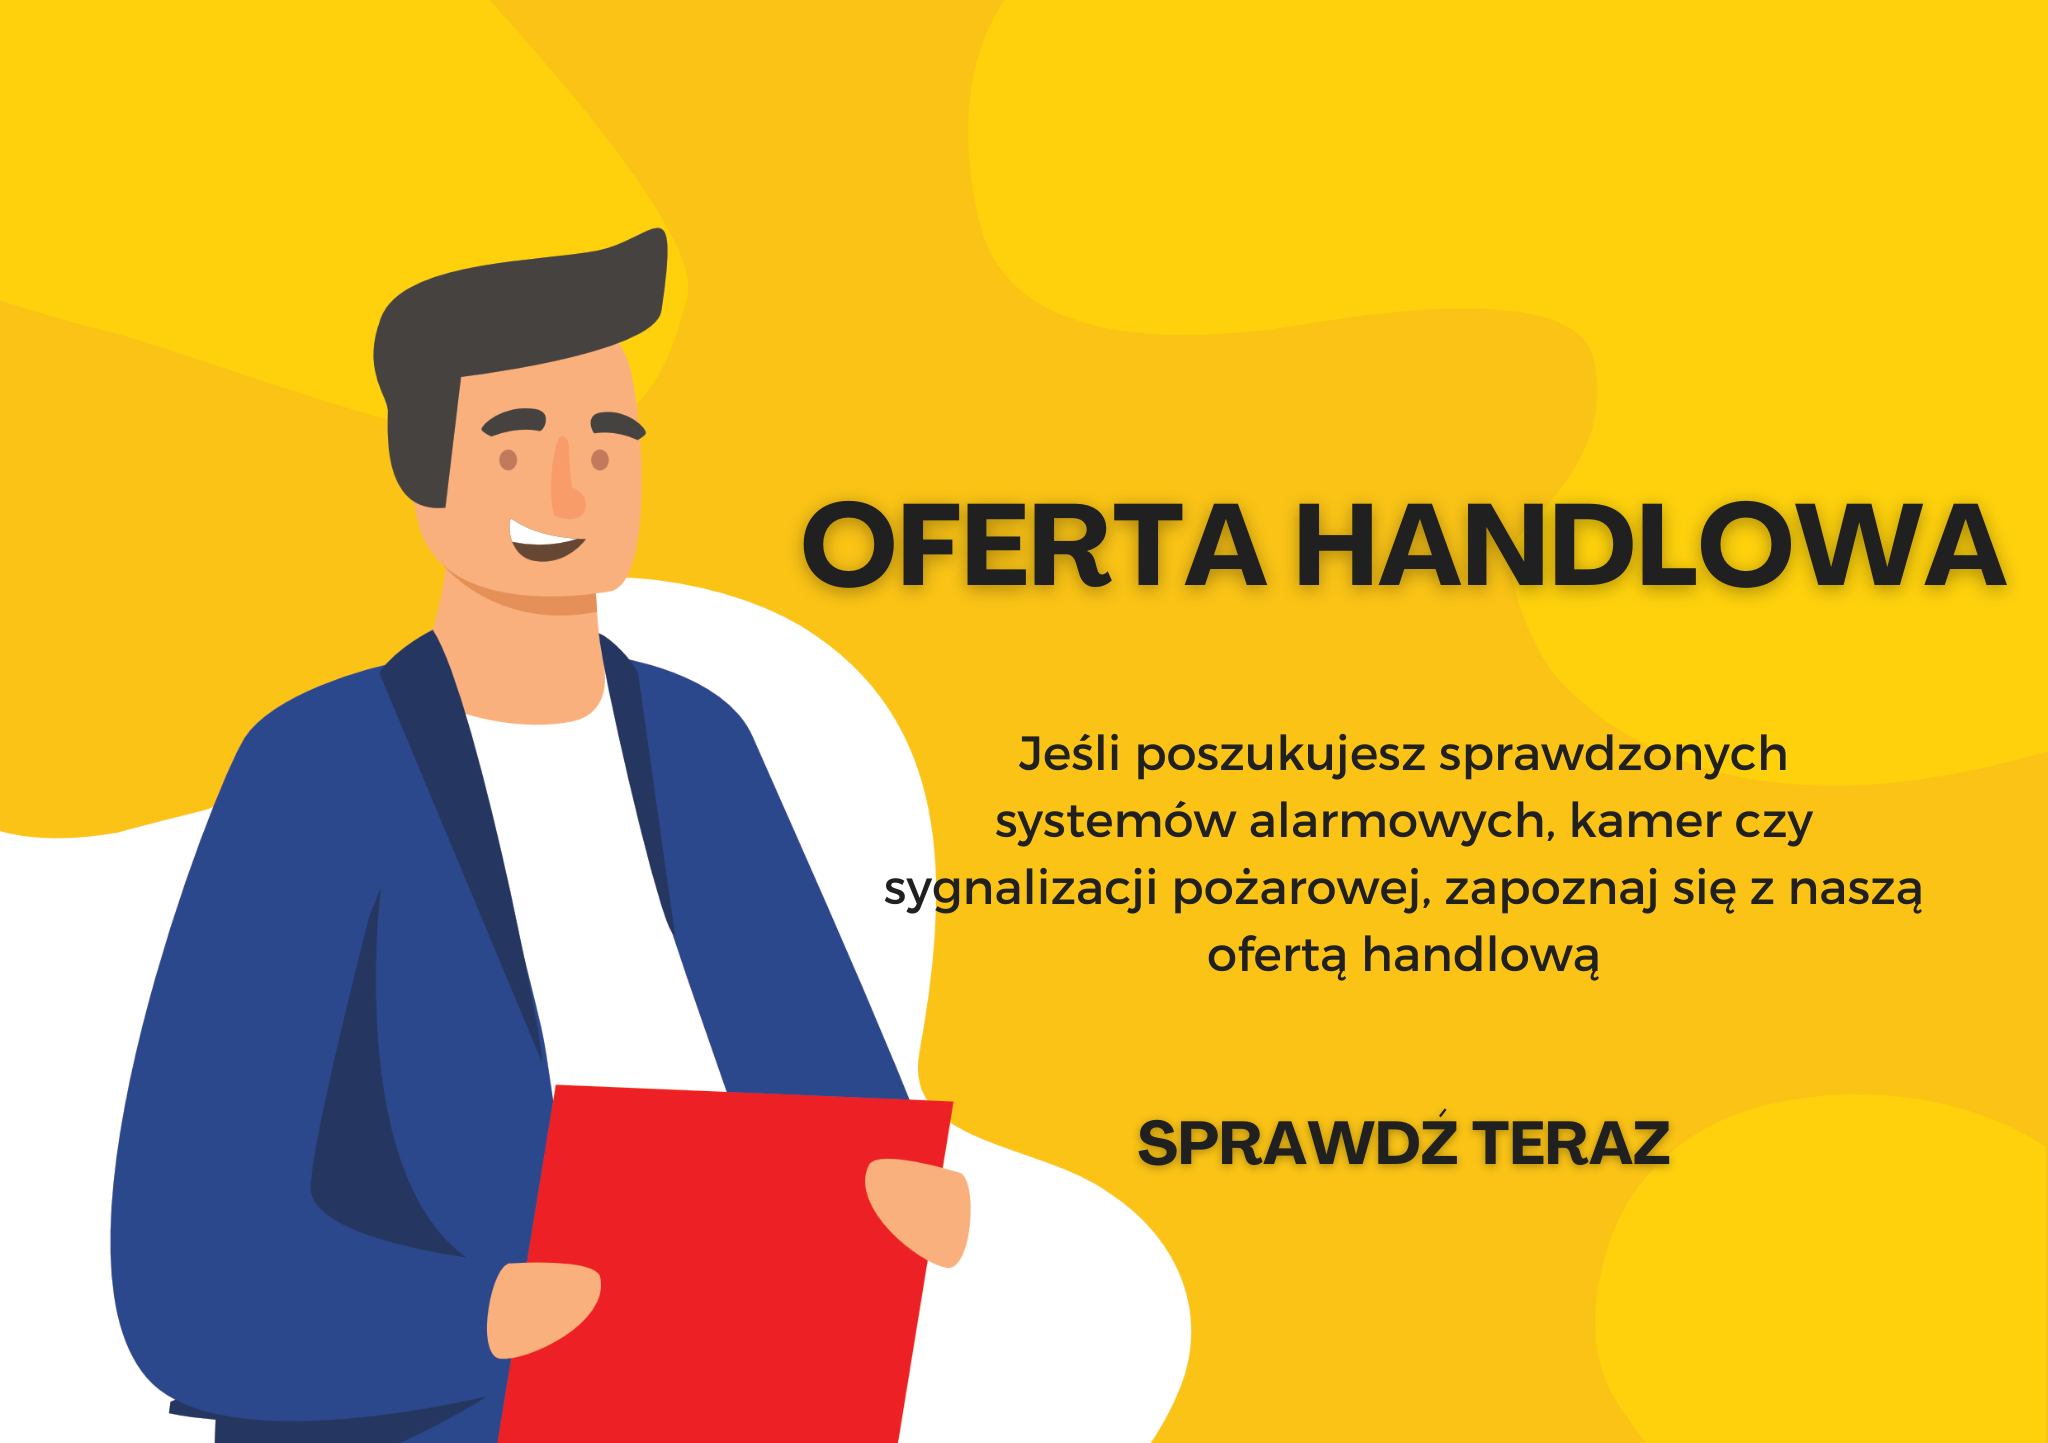 OFERTA HANDLOWA
Jeśli poszukujesz sprawdzonych
systemów alarmowych, kamer czy
sygnalizacji pożarowej, zapoznaj się z naszą
ofertą handlową
SPRAWDŹ TERAZ